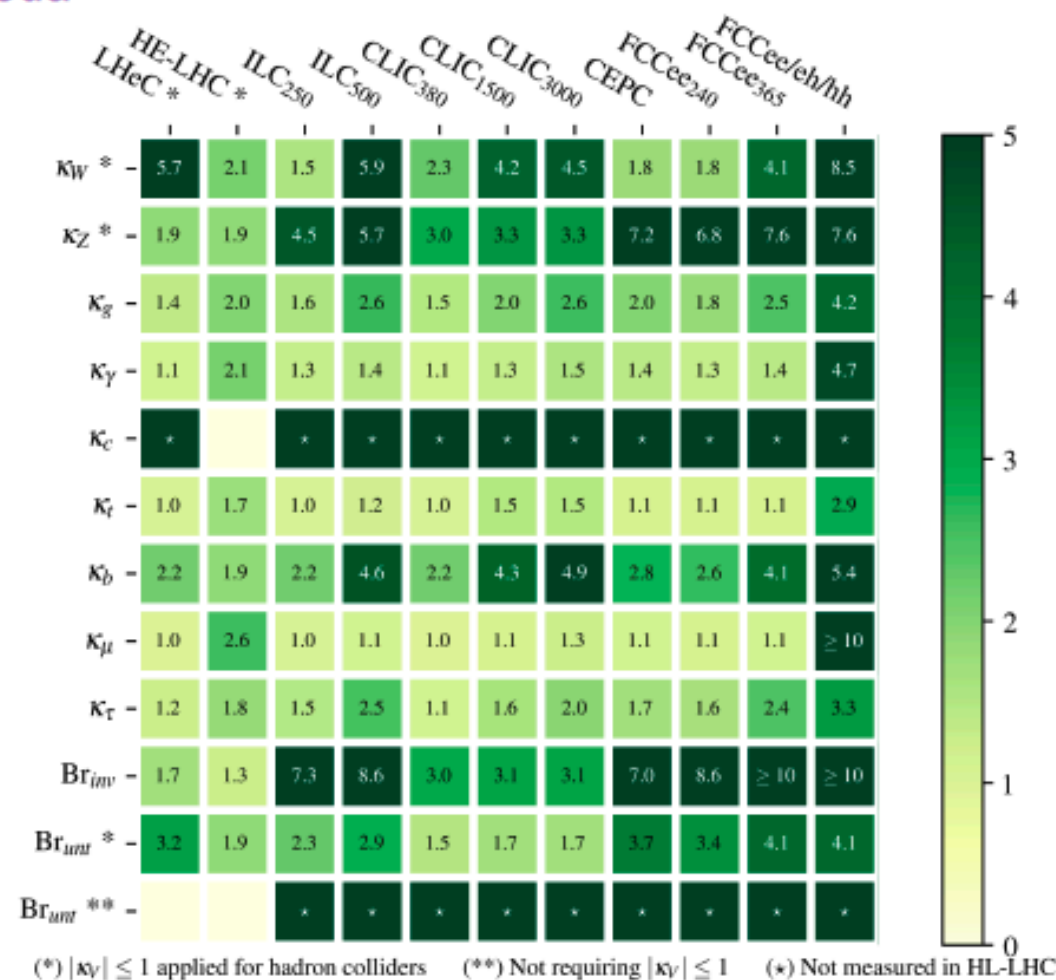 LHeC *
HE-LHC *
ILC250
ILC500
CLIC380
CLIC1500
CLIC3000
CEPC
FCCee240
FCCee365
FCCee/eh/hh
κW * 5.7 2.1 1.5 5.9 2.3 4.2 4.5 1.8 1.8 4.1 8.5
κZ * 1.9 1.9 4.5 5.7 3.0 3.3 3.3 7.2 6.8 7.6 7.6
κg 1.4 2.0 1.6 2.6 1.5 2.0 2.6 2.0 1.8 2.5 4.2
κγ 1.1 2.1 1.3 1.4 1.1 1.3 1.5 1.4 1.3 1.4 4.7
κc ⋆ ⋆ ⋆ ⋆ ⋆ ⋆ ⋆ ⋆ ⋆ ⋆
κt 1.0 1.7 1.0 1.2 1.0 1.5 1.5 1.1 1.1 1.1 2.9
κb 2.2 1.9 2.2 4.6 2.2 4.3 4.9 2.8 2.6 4.1 5.4
κμ 1.0 2.6 1.0 1.1 1.0 1.1 1.3 1.1 1.1 1.1 ≥ 10
κτ 1.2 1.8 1.5 2.5 1.1 1.6 2.0 1.7 1.6 2.4 3.3
Brinv 1.7 1.3 7.3 8.6 3.0 3.1 3.1 7.0 8.6 ≥ 10 ≥ 10
Brunt * 3.2 1.9 2.3 2.9 1.5 1.7 1.7 3.7 3.4 4.1 4.1
Brunt ** ⋆ ⋆ ⋆ ⋆ ⋆ ⋆ ⋆ ⋆ ⋆
5
4
3
2
1
0
(*) |κV| ≤ 1 applied for hadron colliders (**) Not requiring |κV| ≤ 1 (⋆) Not measured in HL-LHC